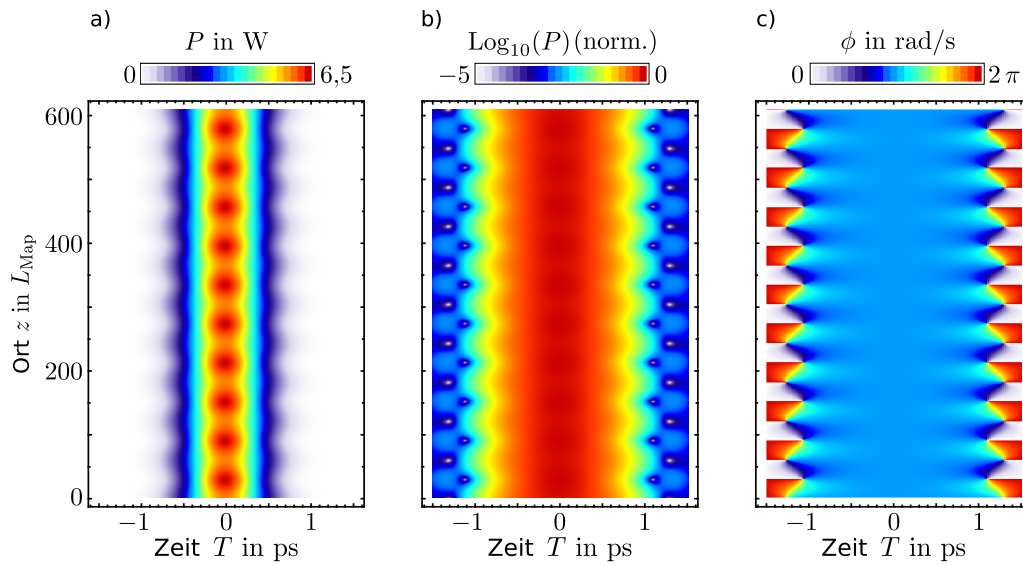 a)
P in W
0 6,5
b)
Log10(P)(norm.)
−5 0
c)
ϕ in rad/s
0 2 π
Ort z in LMap
600
400
200
0
−1 0 1
Zeit T in ps
−1 0 1
Zeit T in ps
−1 0 1
Zeit T in ps